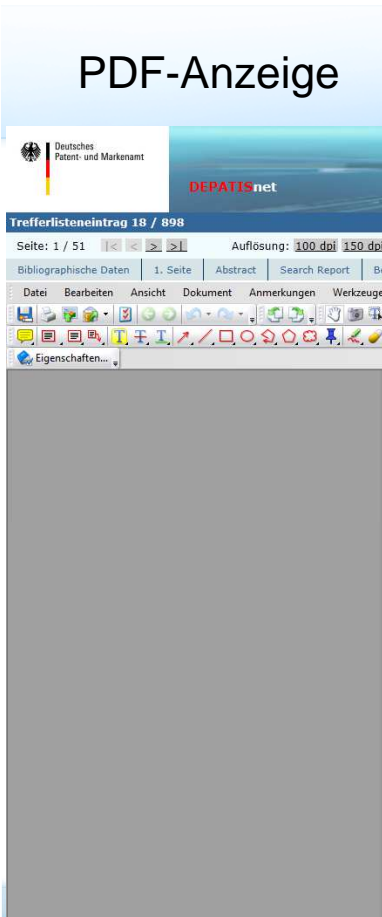 PDF-Anzeige
Deutsches
Patent- und Markenamt
DEPATISnet
Trefferlisteneintrag 18 / 898
Seite: 1 / 51 |< < > >| Auflösung: 100 dpi 150 dpi
Bibliographische Daten 1. Seite Abstract Search Report
Datei Bearbeiten Ansicht Dokument Anmerkungen Werkzeuge
Eigenschaften...